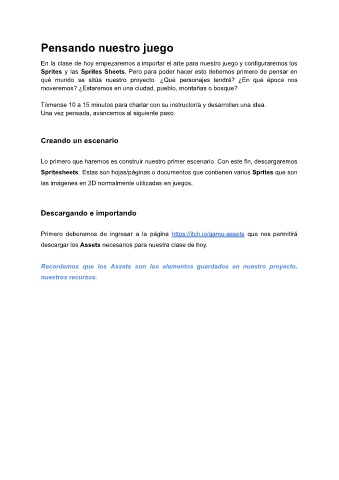 Pensando nuestro juego
En la clase de hoy empezaremos a importar el arte para nuestro juego y configuraremos los
Sprites y las Sprites Sheets. Pero para poder hacer esto debemos primero de pensar en
qué mundo se sitúa nuestro proyecto. ¿Qué personajes tendrá? ¿En qué época nos
moveremos? ¿Estaremos en una ciudad, pueblo, montañas o bosque?
Tómense 10 a 15 minutos para charlar con su instructor/a y desarrollen una idea.
Una vez pensada, avancemos al siguiente paso.
Creando un escenario
Lo primero que haremos es construir nuestro primer escenario. Con este fin, descargaremos
Spritesheets. Estas son hojas/páginas o documentos que contienen varios Sprites que son
las imágenes en 2D normalmente utilizadas en juegos.
Descargando e importando
Primero deberemos de ingresar a la página https://itch.io/game-assets que nos permitirá
descargar los Assets necesarios para nuestra clase de hoy.
Recordemos que los Assets son los elementos guardados en nuestro proyecto,
nuestros recursos.